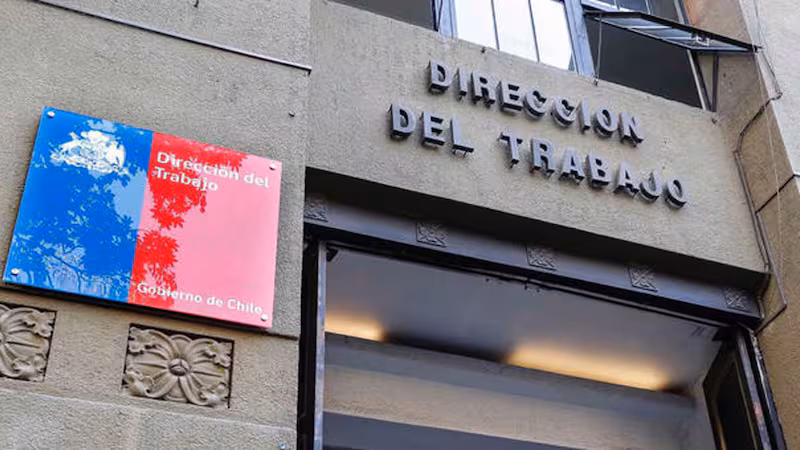 DIRECCION
DEL TRABAJO
Dirección del
Trabajo
Gobierno de Chile